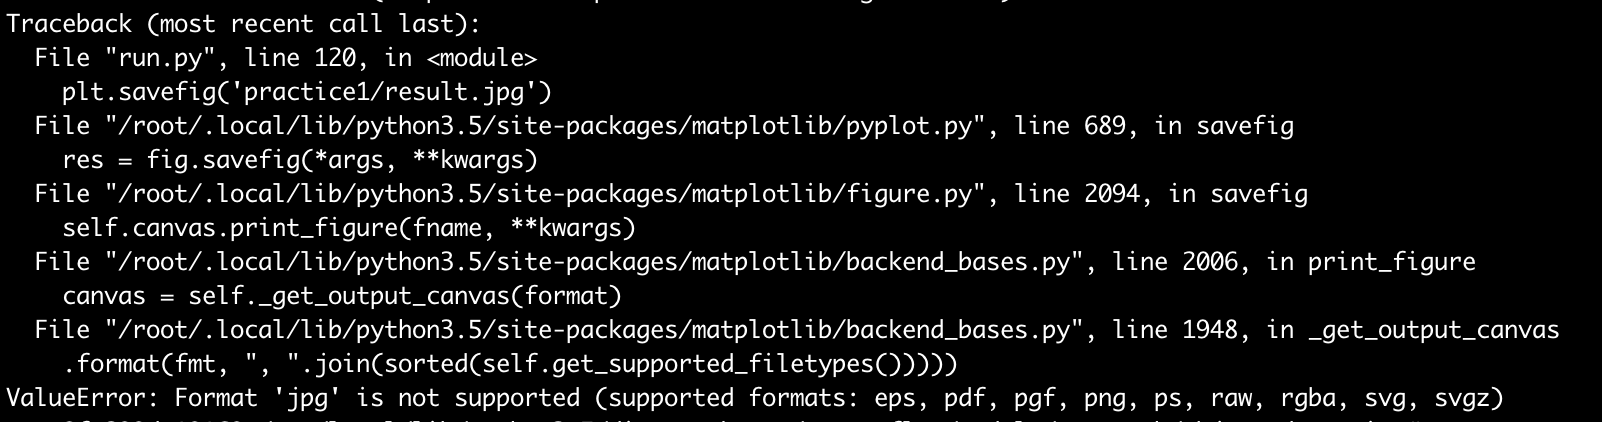 Traceback (most recent call last):
  File "run.py", line 120, in <module>
    plt.savefig('practice1/result.jpg')
  File "/root/.local/lib/python3.5/site-packages/matplotlib/pyplot.py", line 689, in savefig
    res = fig.savefig(*args, **kwargs)
  File "/root/.local/lib/python3.5/site-packages/matplotlib/figure.py", line 2094, in savefig
    self.canvas.print_figure(fname, **kwargs)
  File "/root/.local/lib/python3.5/site-packages/matplotlib/backend_bases.py", line 2006, in print_figure
    canvas = self._get_output_canvas(format)
  File "/root/.local/lib/python3.5/site-packages/matplotlib/backend_bases.py", line 1948, in _get_output_canvas
    .format(fmt, ", ".join(sorted(self.get_supported_filetypes()))))
ValueError: Format 'jpg' is not supported (supported formats: eps, pdf, pgf, png, ps, raw, rgba, svg, svgz)